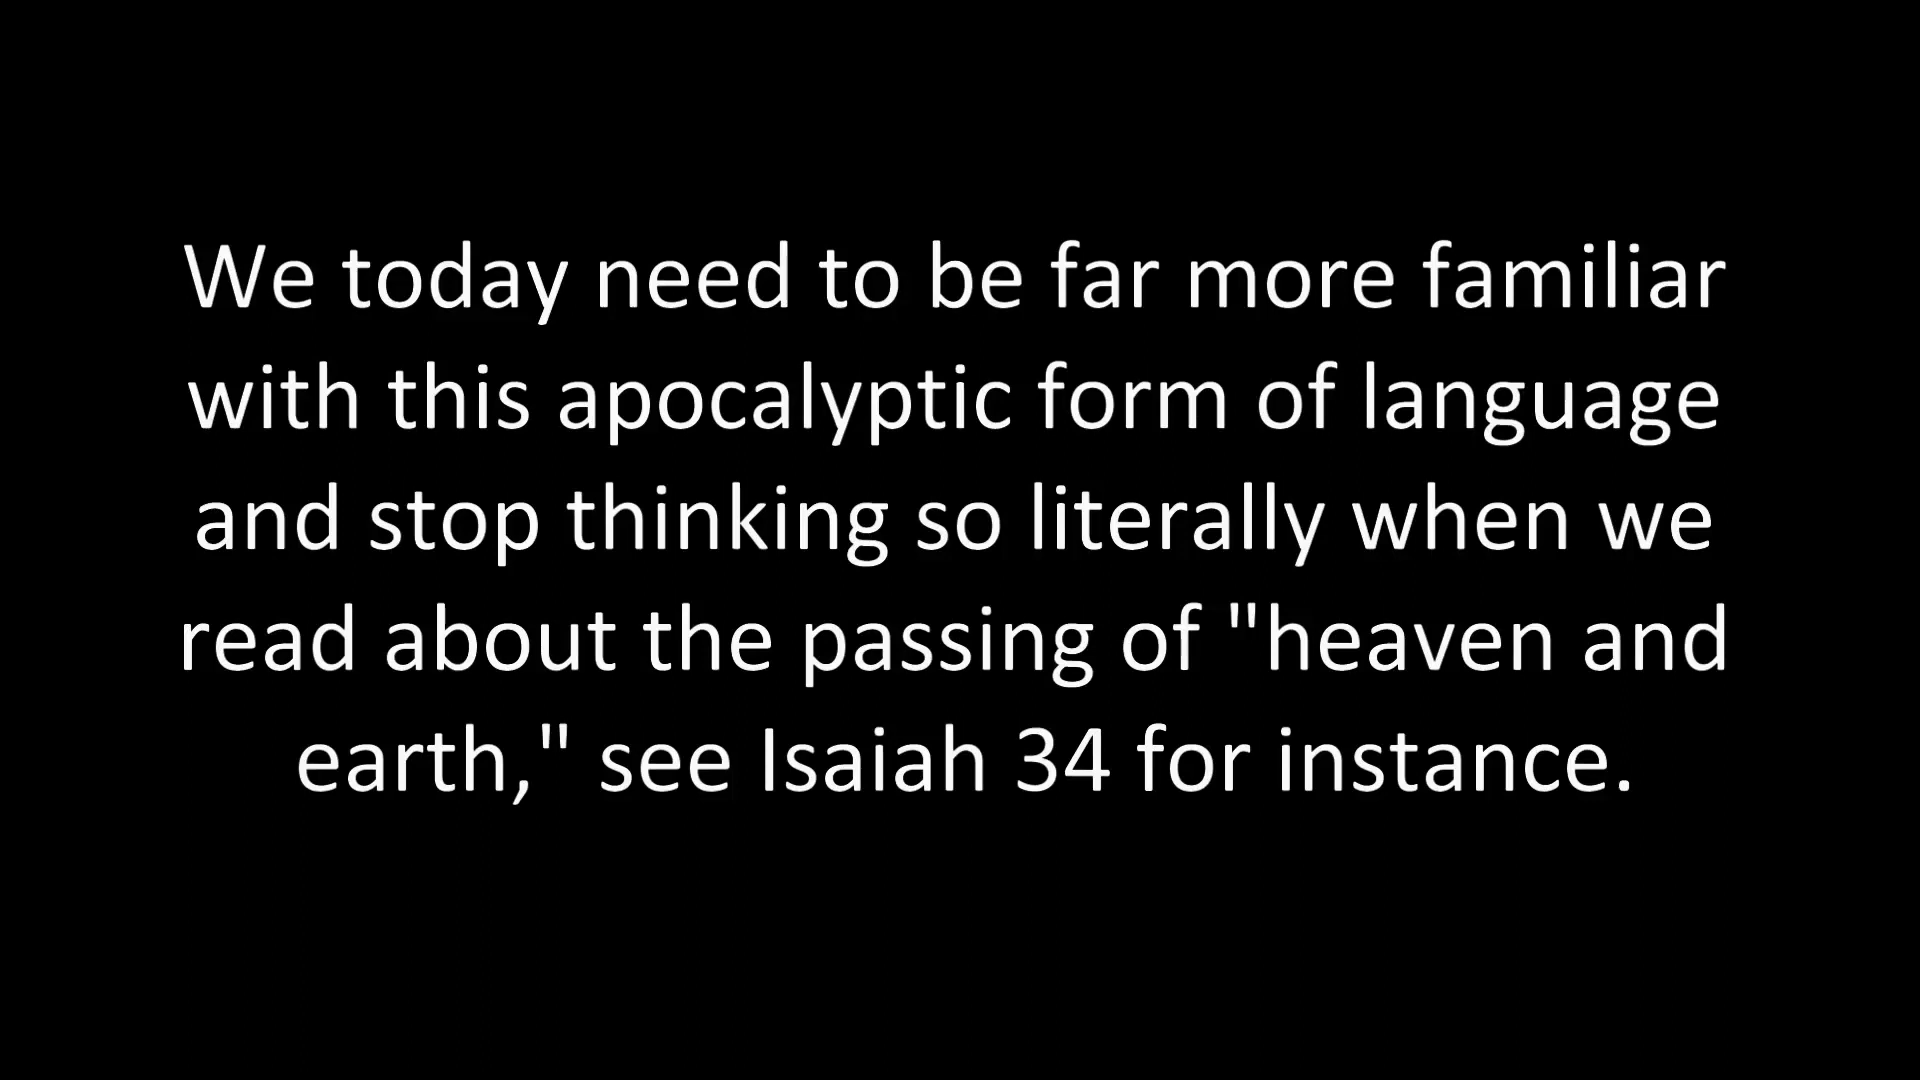 We today need to be far more familiar
with this apocalyptic form of language
and stop thinking so literally when we
read about the passing of "heaven and
earth," see Isaiah 34 for instance.